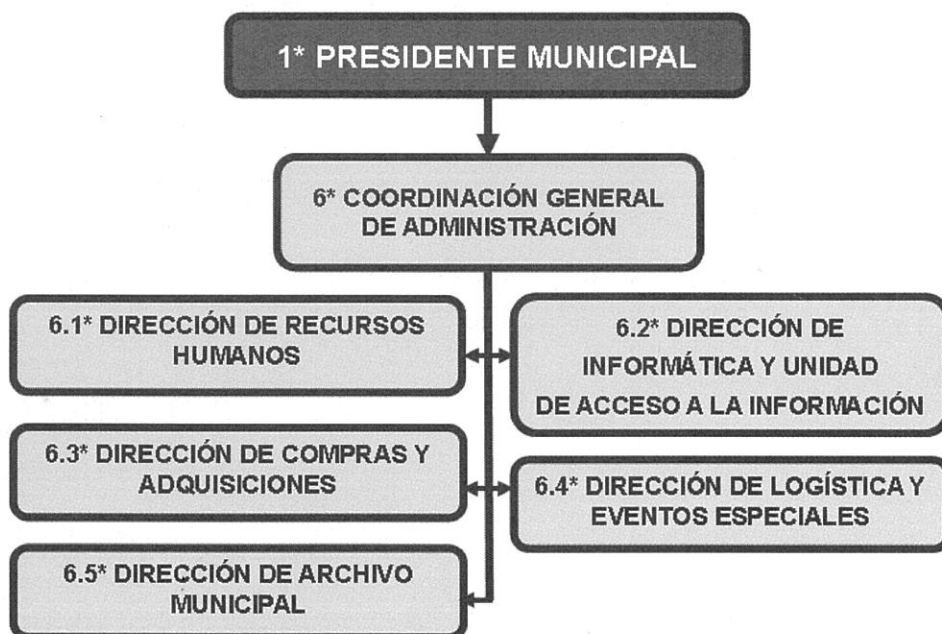 1* PRESIDENTE MUNICIPAL
6* COORDINACIÓN GENERAL
DE ADMINISTRACIÓN
6.1* DIRECCIÓN DE RECURSOS
HUMANOS
6.2* DIRECCIÓN DE
INFORMÁTICA Y UNIDAD
DE ACCESO A LA INFORMACIÓN
6.3* DIRECCIÓN DE COMPRAS Y
ADQUISICIONES
6.4* DIRECCIÓN DE LOGÍSTICA Y
EVENTOS ESPECIALES
6.5* DIRECCIÓN DE ARCHIVO
MUNICIPAL